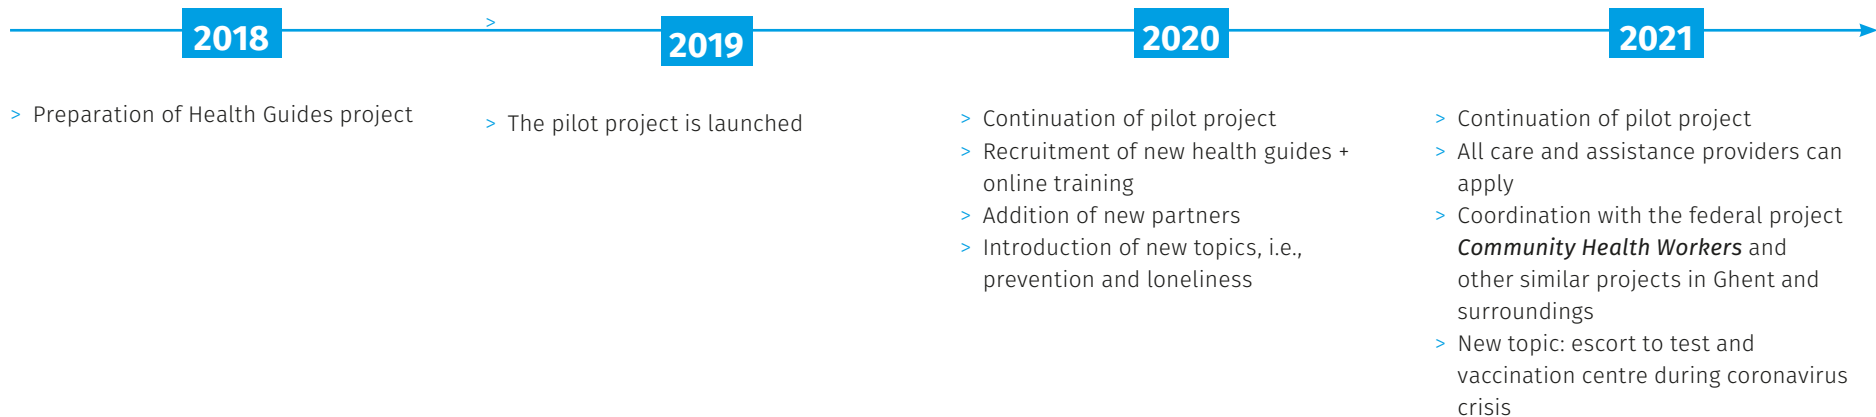 2018
> Preparation of Health Guides project
>
2019
> The pilot project is launched
2020
> Continuation of pilot project
> Recruitment of new health guides +
online training
> Addition of new partners
> Introduction of new topics, i.e.,
prevention and loneliness
2021
> Continuation of pilot project
> All care and assistance providers can
apply
> Coordination with the federal project
Community Health Workers and
other similar projects in Ghent and
surroundings
> New topic: escort to test and
vaccination centre during coronavirus
crisis